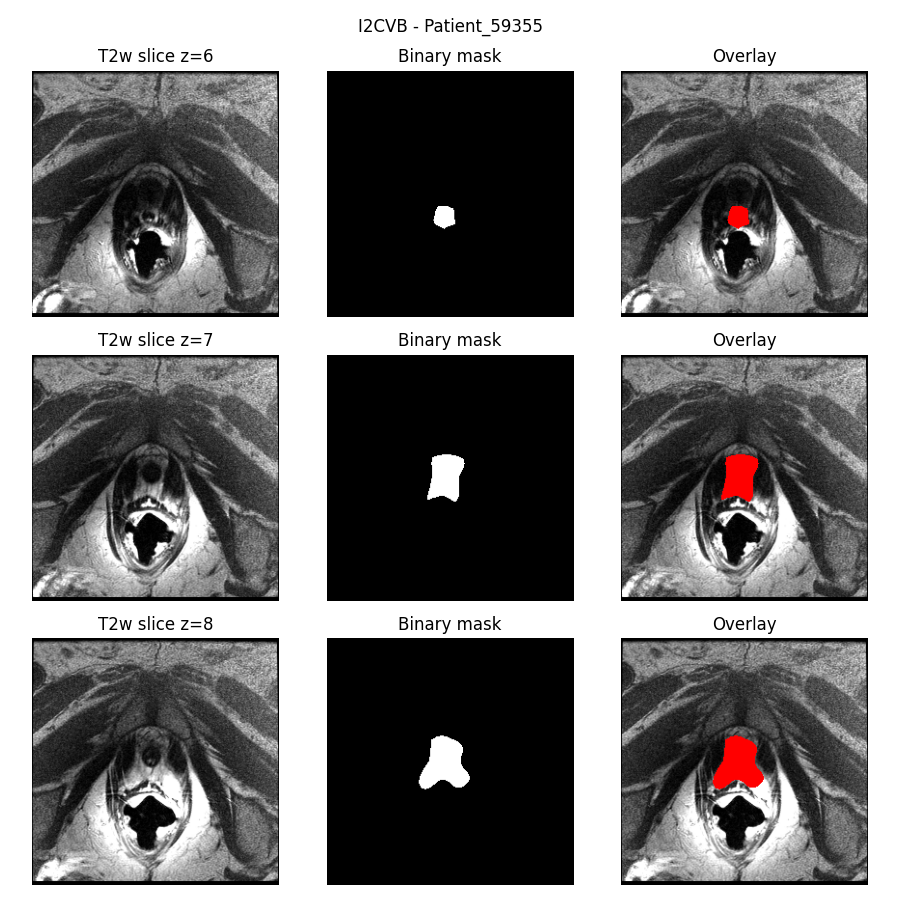 I2CVB - Patient_59355
T2w slice z=6
Binary mask
Overlay
T2w slice z=7
Binary mask
Overlay
T2w slice z=8
Binary mask
Overlay